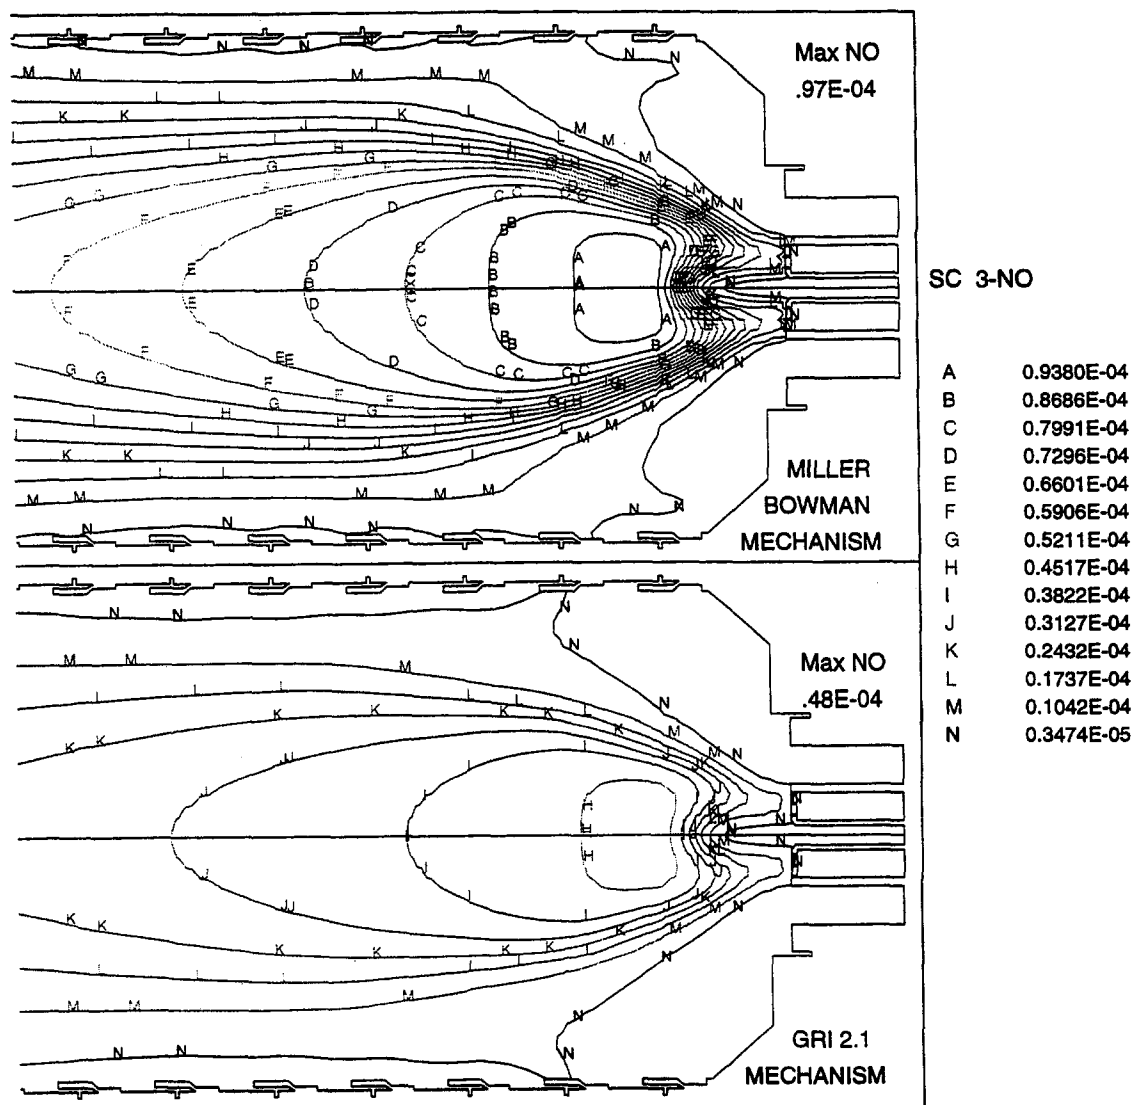 Max NO
.97E-04
SC 3-NO
A 0.9380E-04
B 0.8686E-04
C 0.7991E-04
D 0.7296E-04
E 0.6601E-04
F 0.5906E-04
G 0.5211E-04
H 0.4517E-04
I 0.3822E-04
J 0.3127E-04
K 0.2432E-04
L 0.1737E-04
M 0.1042E-04
N 0.3474E-05
MILLER
BOWMAN
MECHANISM
Max NO
.48E-04
GRI 2.1
MECHANISM